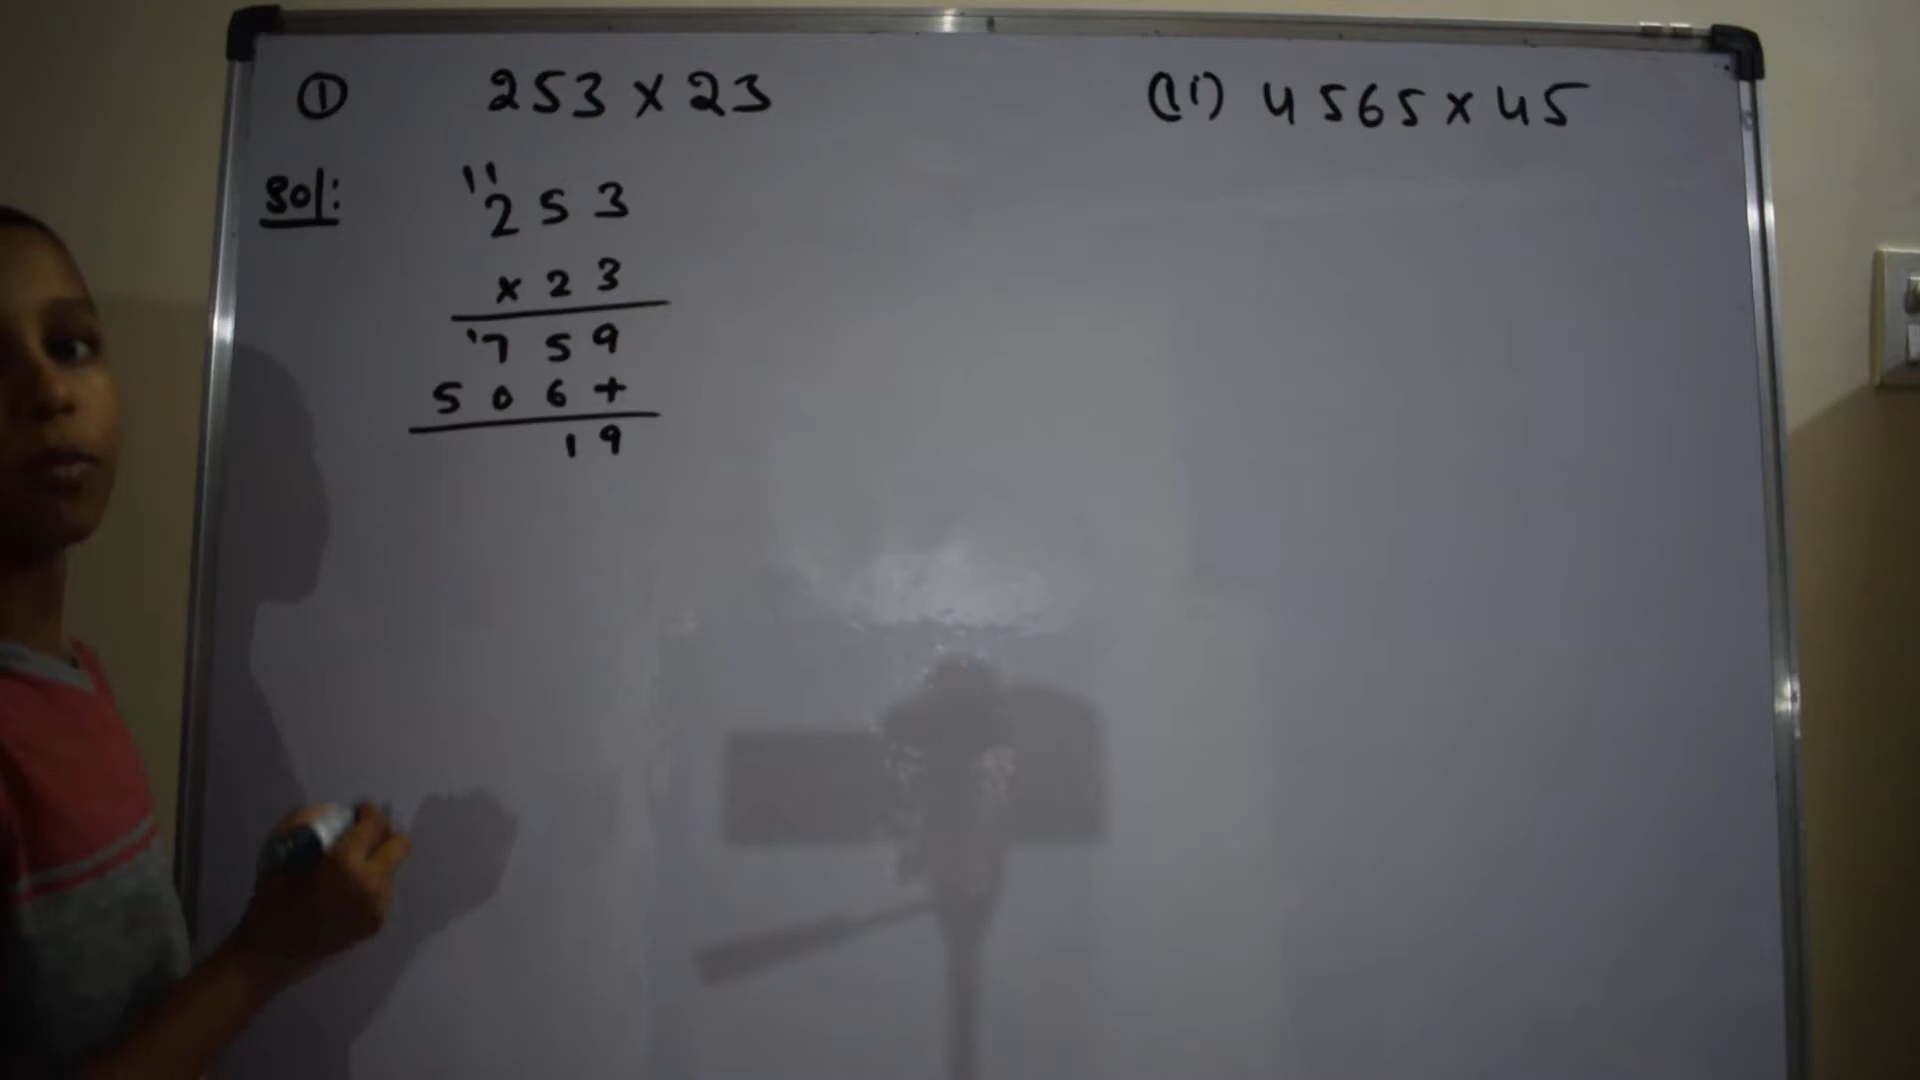 ① 253 x 23
Sol:
11
253
x 23
'759
506+
19
(ii) 4565 x 45